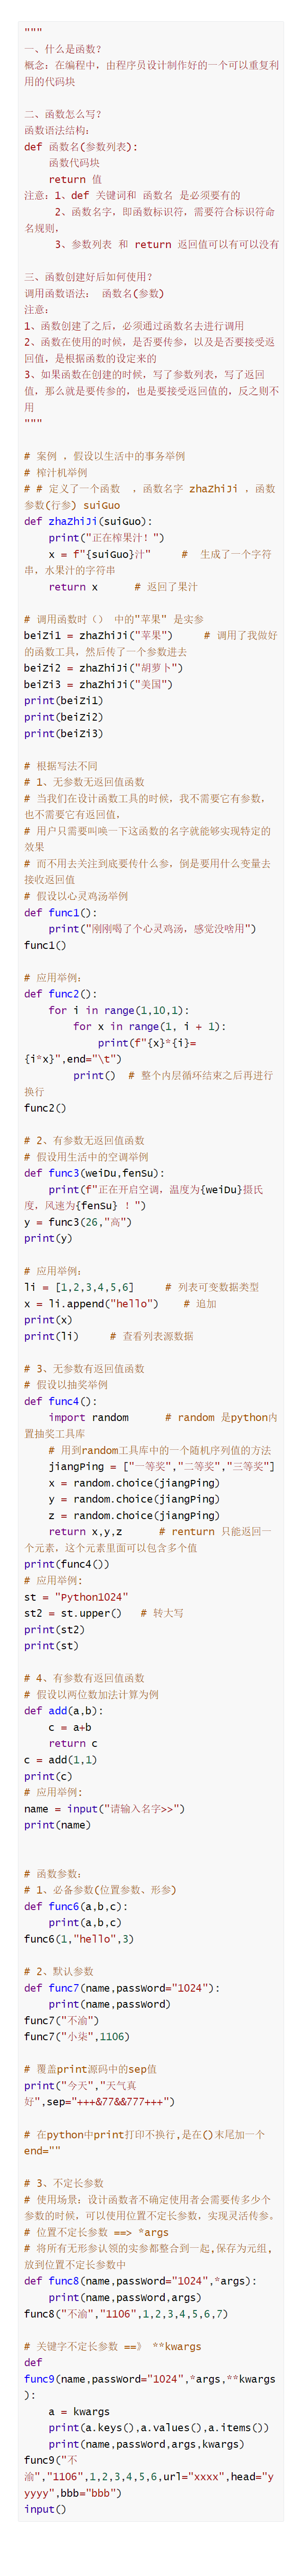 """
一、什么是函数?
概念: 在编程中，由程序员设计制作好的一个可以重复利
用的代码块

二、函数怎么写?
函数语法结构:
def 函数名(参数列表):
    函数代码块
    return 值
注意: 1、def 关键词和 函数名 是必须要有的
     2、函数名字，即函数标识符，需要符合标识符命
名规则，
     3、参数列表 和 return 返回值可以有可以没有

三、函数创建好后如何使用?
调用函数语法:  函数名(参数)
注意:
1、函数创建了之后，必须通过函数名去进行调用
2、函数在使用的时候，是否要传参，以及是否要接受返
回值，是根据函数的设定来的
3、如果函数在创建的时候，写了参数列表，写了返回
值，那么就是要传参的，也是要接受返回值的，反之则不
用
"""

# 案例 ，假设以生活中的事务举例
# 榨汁机举例
# # 定义了一个函数  ，函数名字 zhaZhiJi ，函数
参数(行参) suiGuo
def zhaZhiJi(suiGuo):
    print("正在榨果汁! ")
    x = f"{suiGuo}汁"     #  生成了一个字符
串，水果汁的字符串
    return x      # 返回了果汁

# 调用函数时（） 中的"苹果" 是实参
beiZi1 = zhaZhiJi("苹果")     # 调用了我做好
的函数工具，然后传了一个参数进去
beiZi2 = zhaZhiJi("胡萝卜")
beiZi3 = zhaZhiJi("美国")
print(beiZi1)
print(beiZi2)
print(beiZi3)

# 根据写法不同
# 1、无参数无返回值函数
# 当我们在设计函数工具的时候，我不需要它有参数，
也不需要它有返回值，
# 用户只需要叫唤一下这函数的名字就能够实现特定的
效果
# 而不用去关注到底要传什么参，倒是要用什么变量去
接收返回值
# 假设以心灵鸡汤举例
def func1():
    print("刚刚喝了个心灵鸡汤，感觉没啥用")
func1()

# 应用举例:
def func2():
    for i in range(1,10,1):
        for x in range(1, i + 1):
            print(f"{x}*{i}=
{i*x}",end="\t")
        print()  # 整个内层循环结束之后再进行
换行
func2()

# 2、有参数无返回值函数
# 假设用生活中的空调举例
def func3(weiDu,fenSu):
    print(f"正在开启空调，温度为{weiDu}摄氏
度，风速为{fenSu} ! ")
y = func3(26,"高")
print(y)

# 应用举例:
li = [1,2,3,4,5,6]     # 列表可变数据类型
x = li.append("hello")    # 追加
print(x)
print(li)     # 查看列表源数据

# 3、无参数有返回值函数
# 假设以抽奖举例
def func4():
    import random      # random 是python内
置抽奖工具库
    # 用到random工具库中的一个随机序列值的方法
    jiangPing = ["一等奖","二等奖","三等奖"]
    x = random.choice(jiangPing)
    y = random.choice(jiangPing)
    z = random.choice(jiangPing)
    return x,y,z      # renturn 只能返回一
个元素，这个元素里面可以包含多个值
print(func4())
# 应用举例:
st = "Python1024"
st2 = st.upper()   # 转大写
print(st2)
print(st)

# 4、有参数有返回值函数
# 假设以两位数加法计算为例
def add(a,b):
    c = a+b
    return c
c = add(1,1)
print(c)
# 应用举例:
name = input("请输入名字>>")
print(name)


# 函数参数:
# 1、必备参数(位置参数、形参)
def func6(a,b,c):
    print(a,b,c)
func6(1,"hello",3)

# 2、默认参数
def func7(name,passWord="1024"):
    print(name,passWord)
func7("不渝")
func7("小柒",1106)

# 覆盖print源码中的sep值
print("今天","天气真
好",sep="+++&77&&777+++")

# 在python中print打印不换行,是在()末尾加一个
end=""

# 3、不定长参数
# 使用场景: 设计函数者不确定使用者会需要传多少个
参数的时候，可以使用位置不定长参数，实现灵活传参。
# 位置不定长参数 ==> *args
# 将所有无形参认领的实参都整合到一起,保存为元组,
放到位置不定长参数中
def func8(name,passWord="1024",*args):
    print(name,passWord,args)
func8("不渝","1106",1,2,3,4,5,6,7)

# 关键字不定长参数 ==》 **kwargs
def
func9(name,passWord="1024",*args,**kwargs
):
    a = kwargs
    print(a.keys(),a.values(),a.items())
    print(name,passWord,args,kwargs)
func9("不
渝","1106",1,2,3,4,5,6,url="xxxx",head="y
yyyy",bbb="bbb")
input()